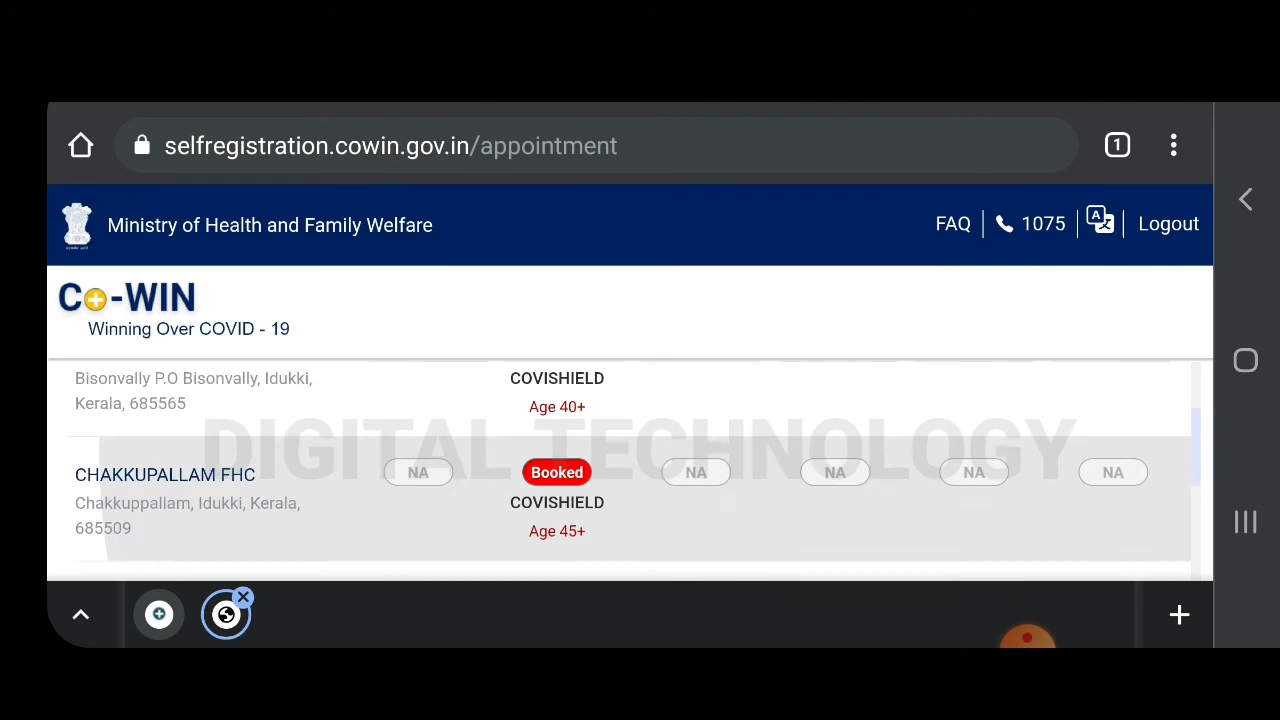 selfregistration.cowin.gov.in/appointment
1
Ministry of Health and Family Welfare
FAQ
1075
A
Logout
CO-WIN
Winning Over COVID - 19
Bisonvally P.O Bisonvally, Idukki,
Kerala, 685565
COVISHIELD
Age 40+
DIGITAL TECHNOLOGY
CHAKKUPALLAM FHC
Chakkuppallam, Idukki, Kerala,
685509
NA
Booked
COVISHIELD
Age 45+
NA
NA
NA
NA